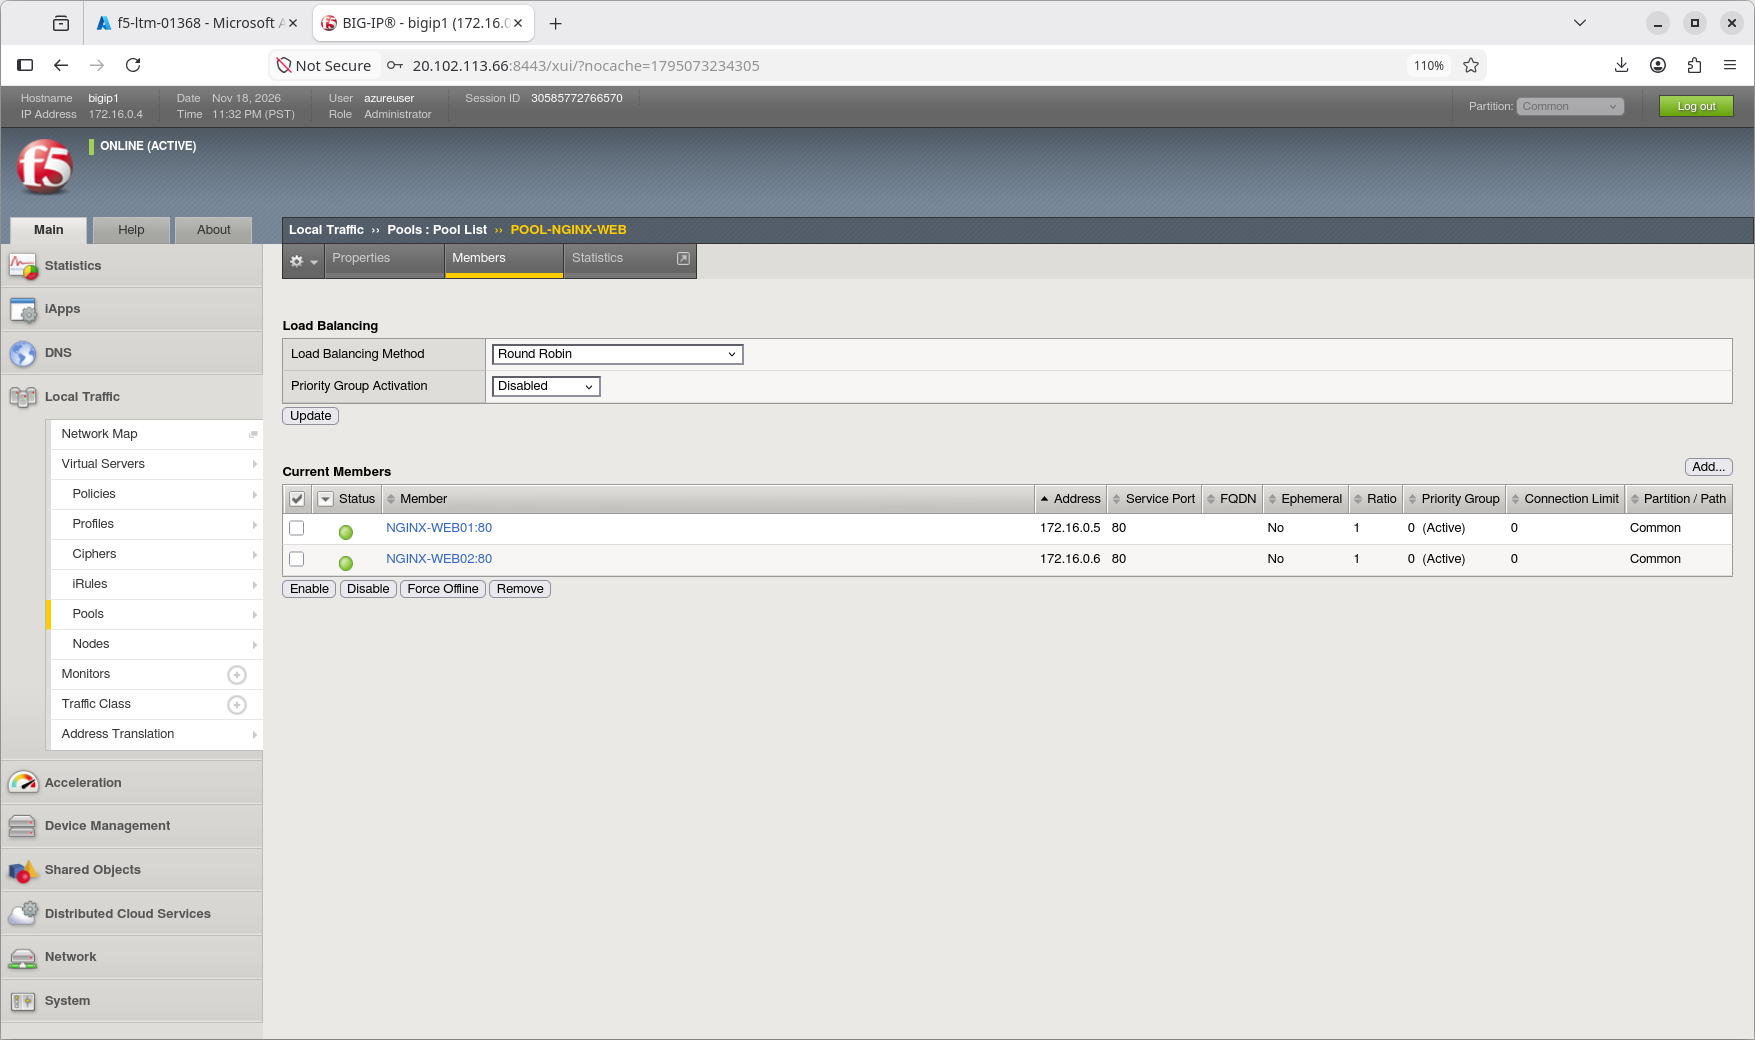 f5-ltm-01368 - Microsoft A
BIG-IP® - bigip1 (172.16.0
Not Secure
20.102.113.66:8443/xui/?nocache=1795073234305
110%
Hostname bigip1 Date Nov 18, 2026 User azureuser Session ID 30585772766570
IP Address 172.16.0.4 Time 11:32 PM (PST) Role Administrator
Partition: Common
Log out
f5
ONLINE (ACTIVE)
Main Help About
Local Traffic ›› Pools : Pool List ›› POOL-NGINX-WEB
Properties Members Statistics
Statistics
iApps
DNS
Local Traffic
Network Map
Virtual Servers
Policies
Profiles
Ciphers
iRules
Pools
Nodes
Monitors
Traffic Class
Address Translation
Acceleration
Device Management
Shared Objects
Distributed Cloud Services
Network
System
Load Balancing
Load Balancing Method Round Robin
Priority Group Activation Disabled
Update
Current Members
Add...
Status Member Address Service Port FQDN Ephemeral Ratio Priority Group Connection Limit Partition / Path
NGINX-WEB01:80 172.16.0.5 80 No 1 0 (Active) 0 Common
NGINX-WEB02:80 172.16.0.6 80 No 1 0 (Active) 0 Common
Enable Disable Force Offline Remove